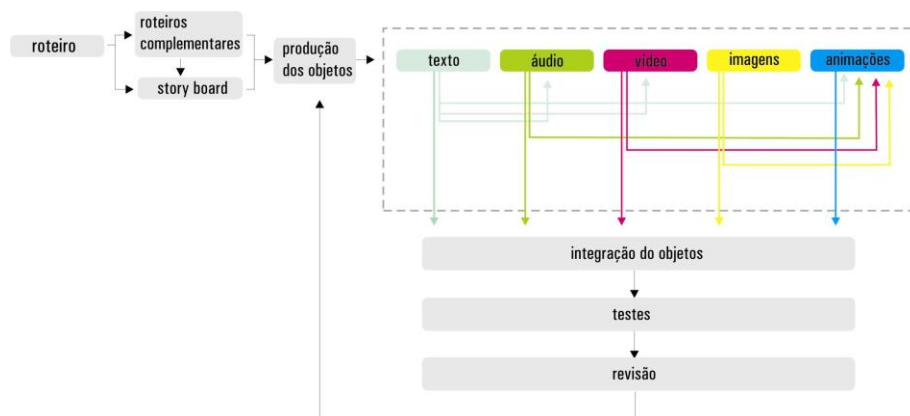 roteiro
roteiros
complementares
story board
produção
dos objetos
texto
áudio
vídeo
imagens
animações
integração do objetos
testes
revisão